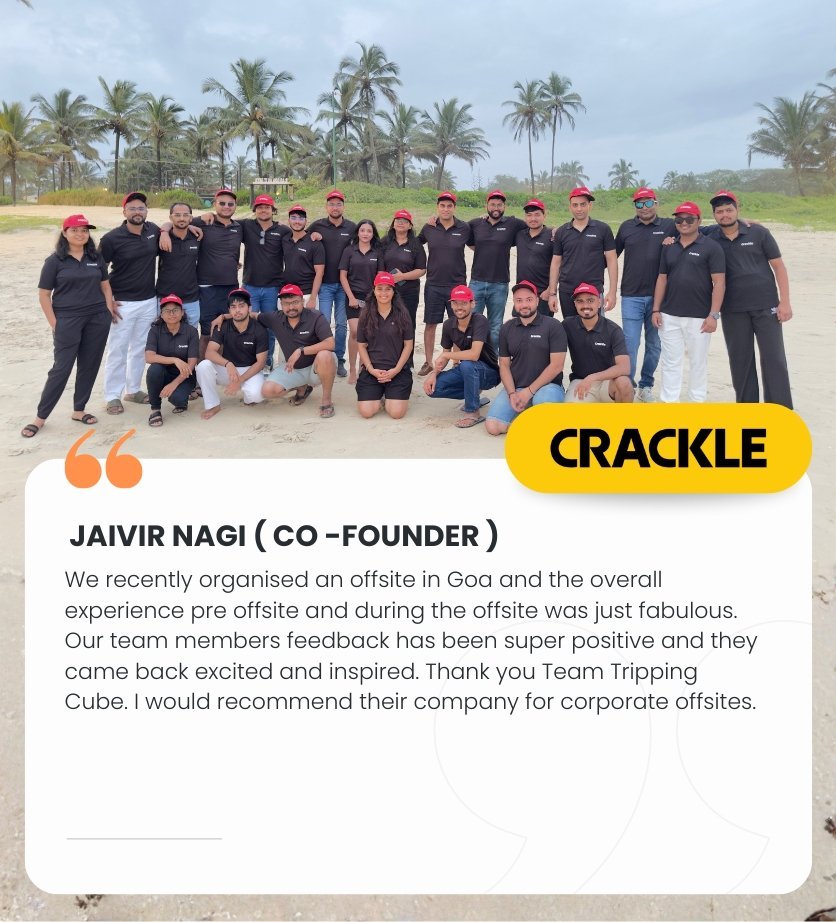 CRACKLE
JAIVIR NAGI ( CO -FOUNDER )
We recently organised an offsite in Goa and the overall
experience pre offsite and during the offsite was just fabulous.
Our team members feedback has been super positive and they
came back excited and inspired. Thank you Team Tripping
Cube. I would recommend their company for corporate offsites.